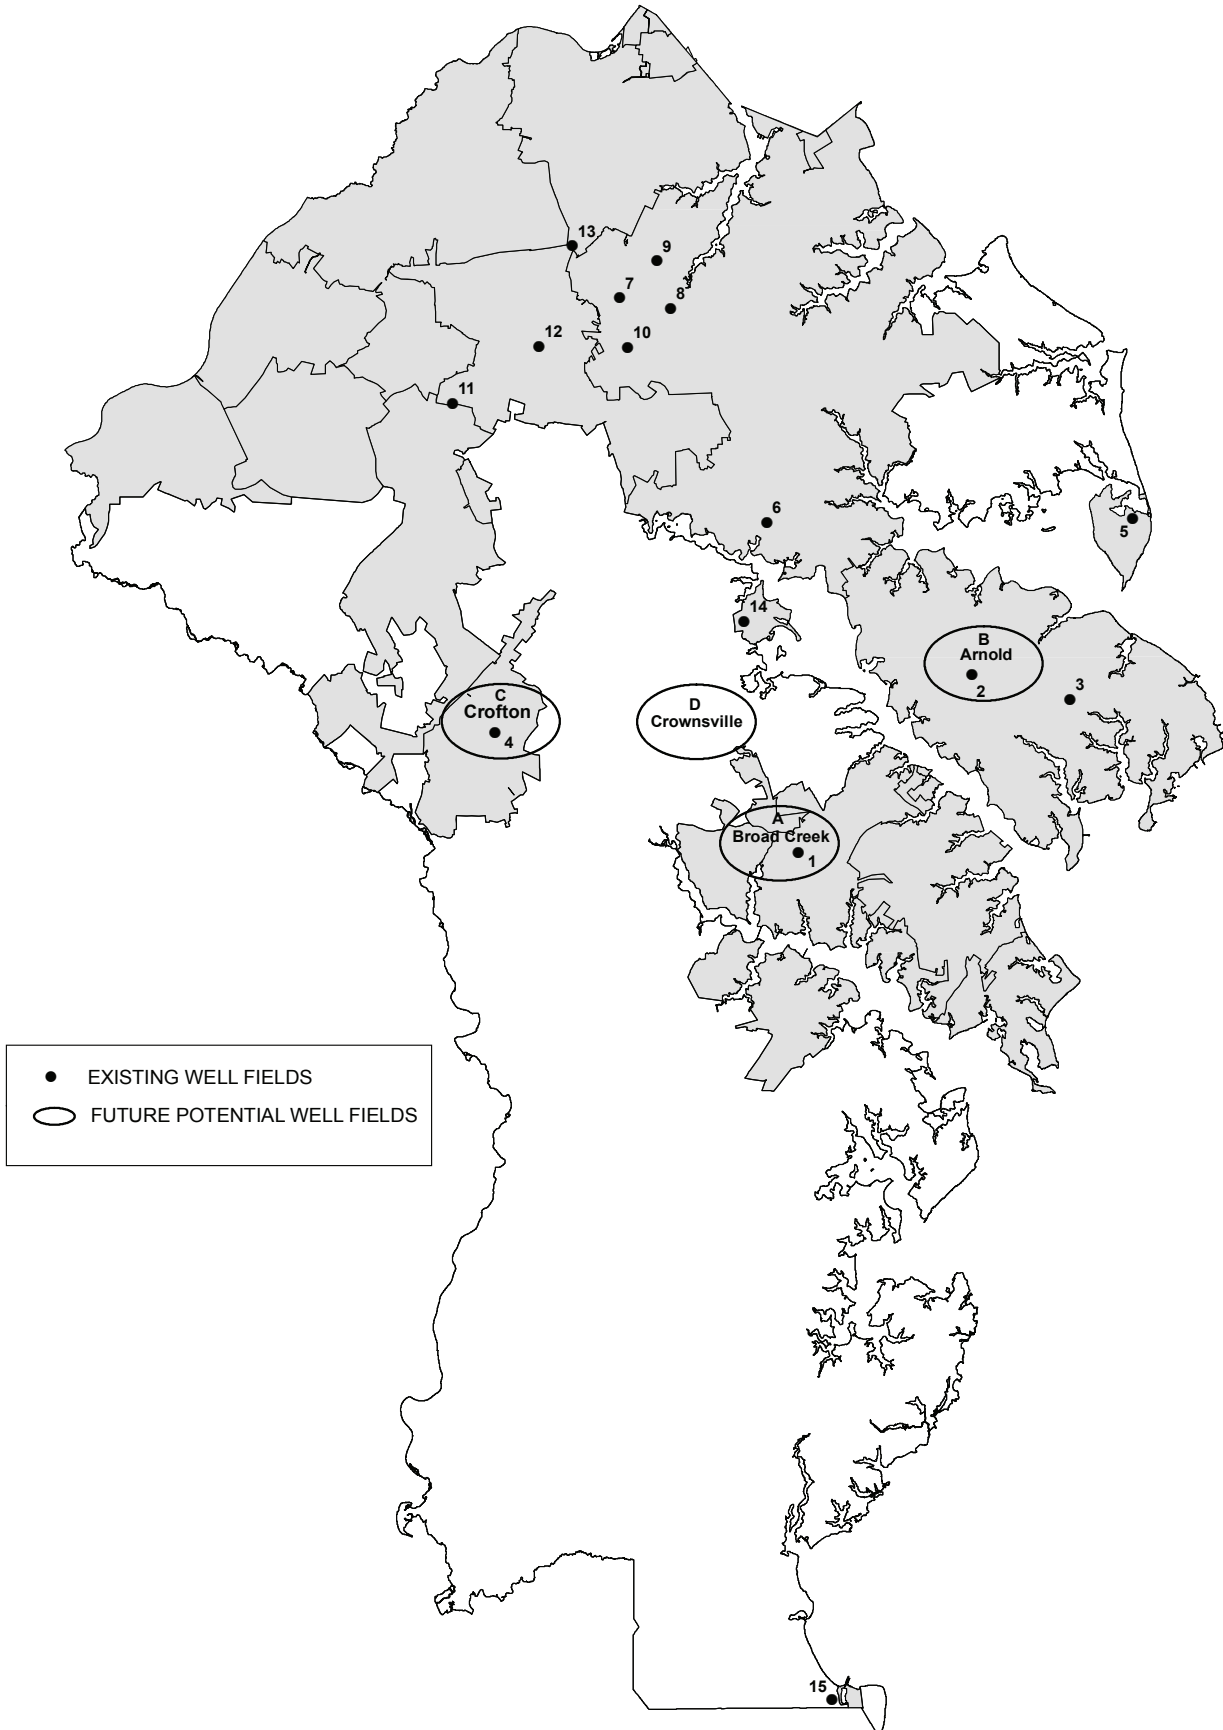 13
9
7
8
12
10
11
6
5
14
B
Arnold
2
3
C
Crofton
4
D
Crownsville
A
Broad Creek
1
EXISTING WELL FIELDS
FUTURE POTENTIAL WELL FIELDS
15